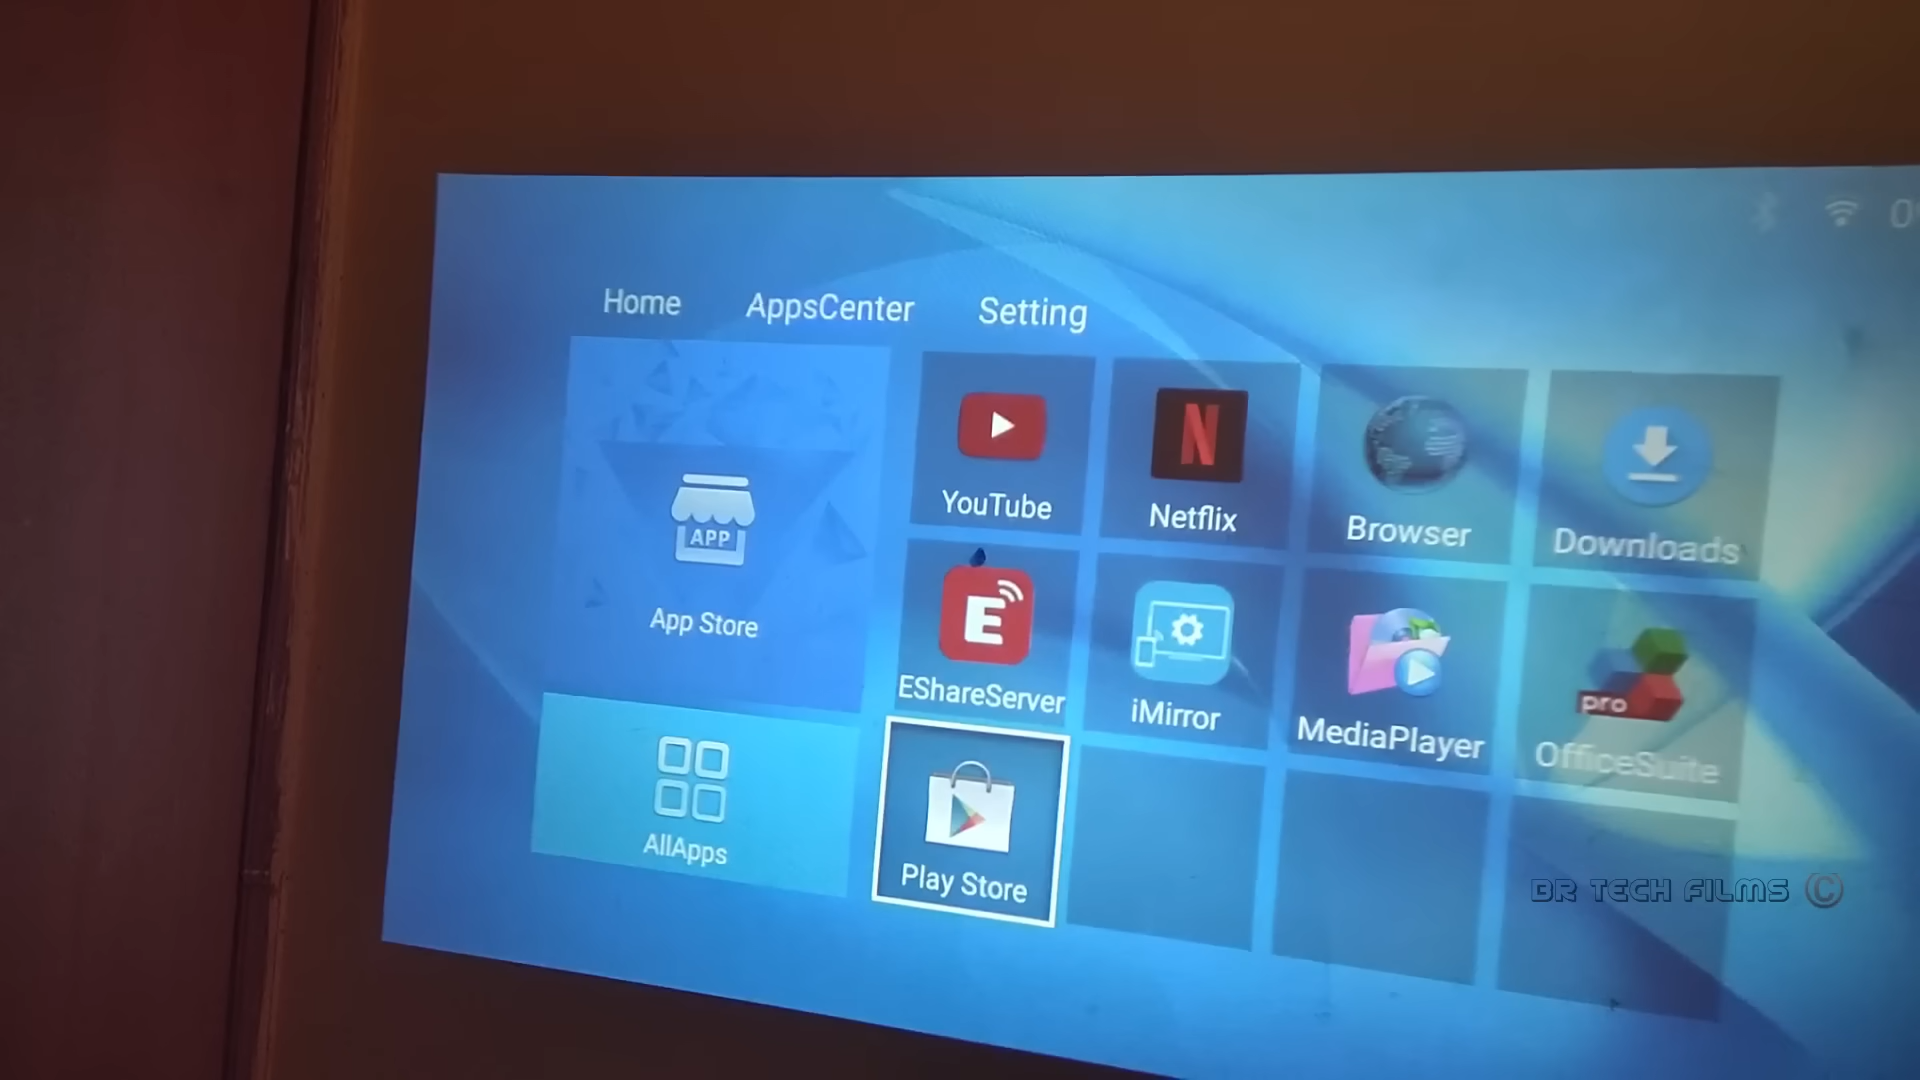 0
Home AppsCenter Setting
APP
App Store
AllApps
YouTube
N
Netflix
Browser
Downloads
E
EShareServer
iMirror
MediaPlayer
pro
OfficeSuite
Play Store
DR TECH FILMS ©